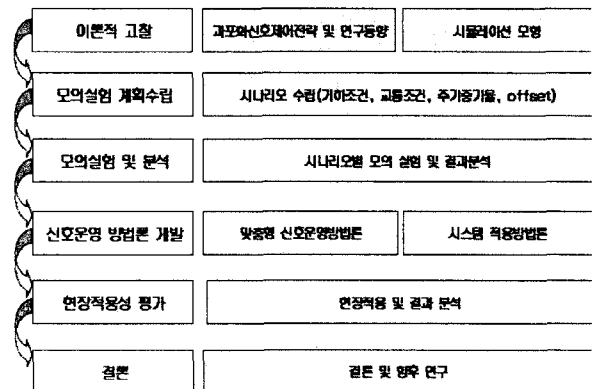 이론적 고찰
과포화신호제어전략 및 연구동향
시뮬레이션 모형
모의실험 계획수립
시나리오 수립(기하조건, 교통조건, 주기중기율, offset)
모의실험 및 분석
시나리오별 모의 실험 및 결과분석
신호운영 방법론 개발
맞춤형 신호운영방법론
시스템 적용방법론
현장적용성 평가
현장적용 및 결과 분석
결론
결론 및 향후 연구